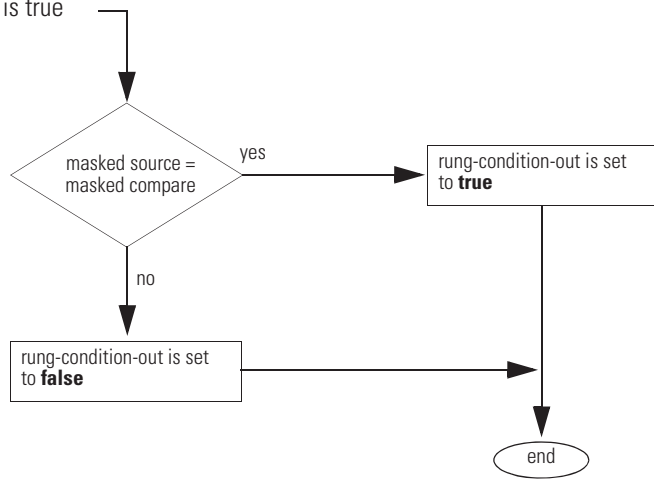 is true
masked source =
masked compare
yes
rung-condition-out is set
to true
no
rung-condition-out is set
to false
end